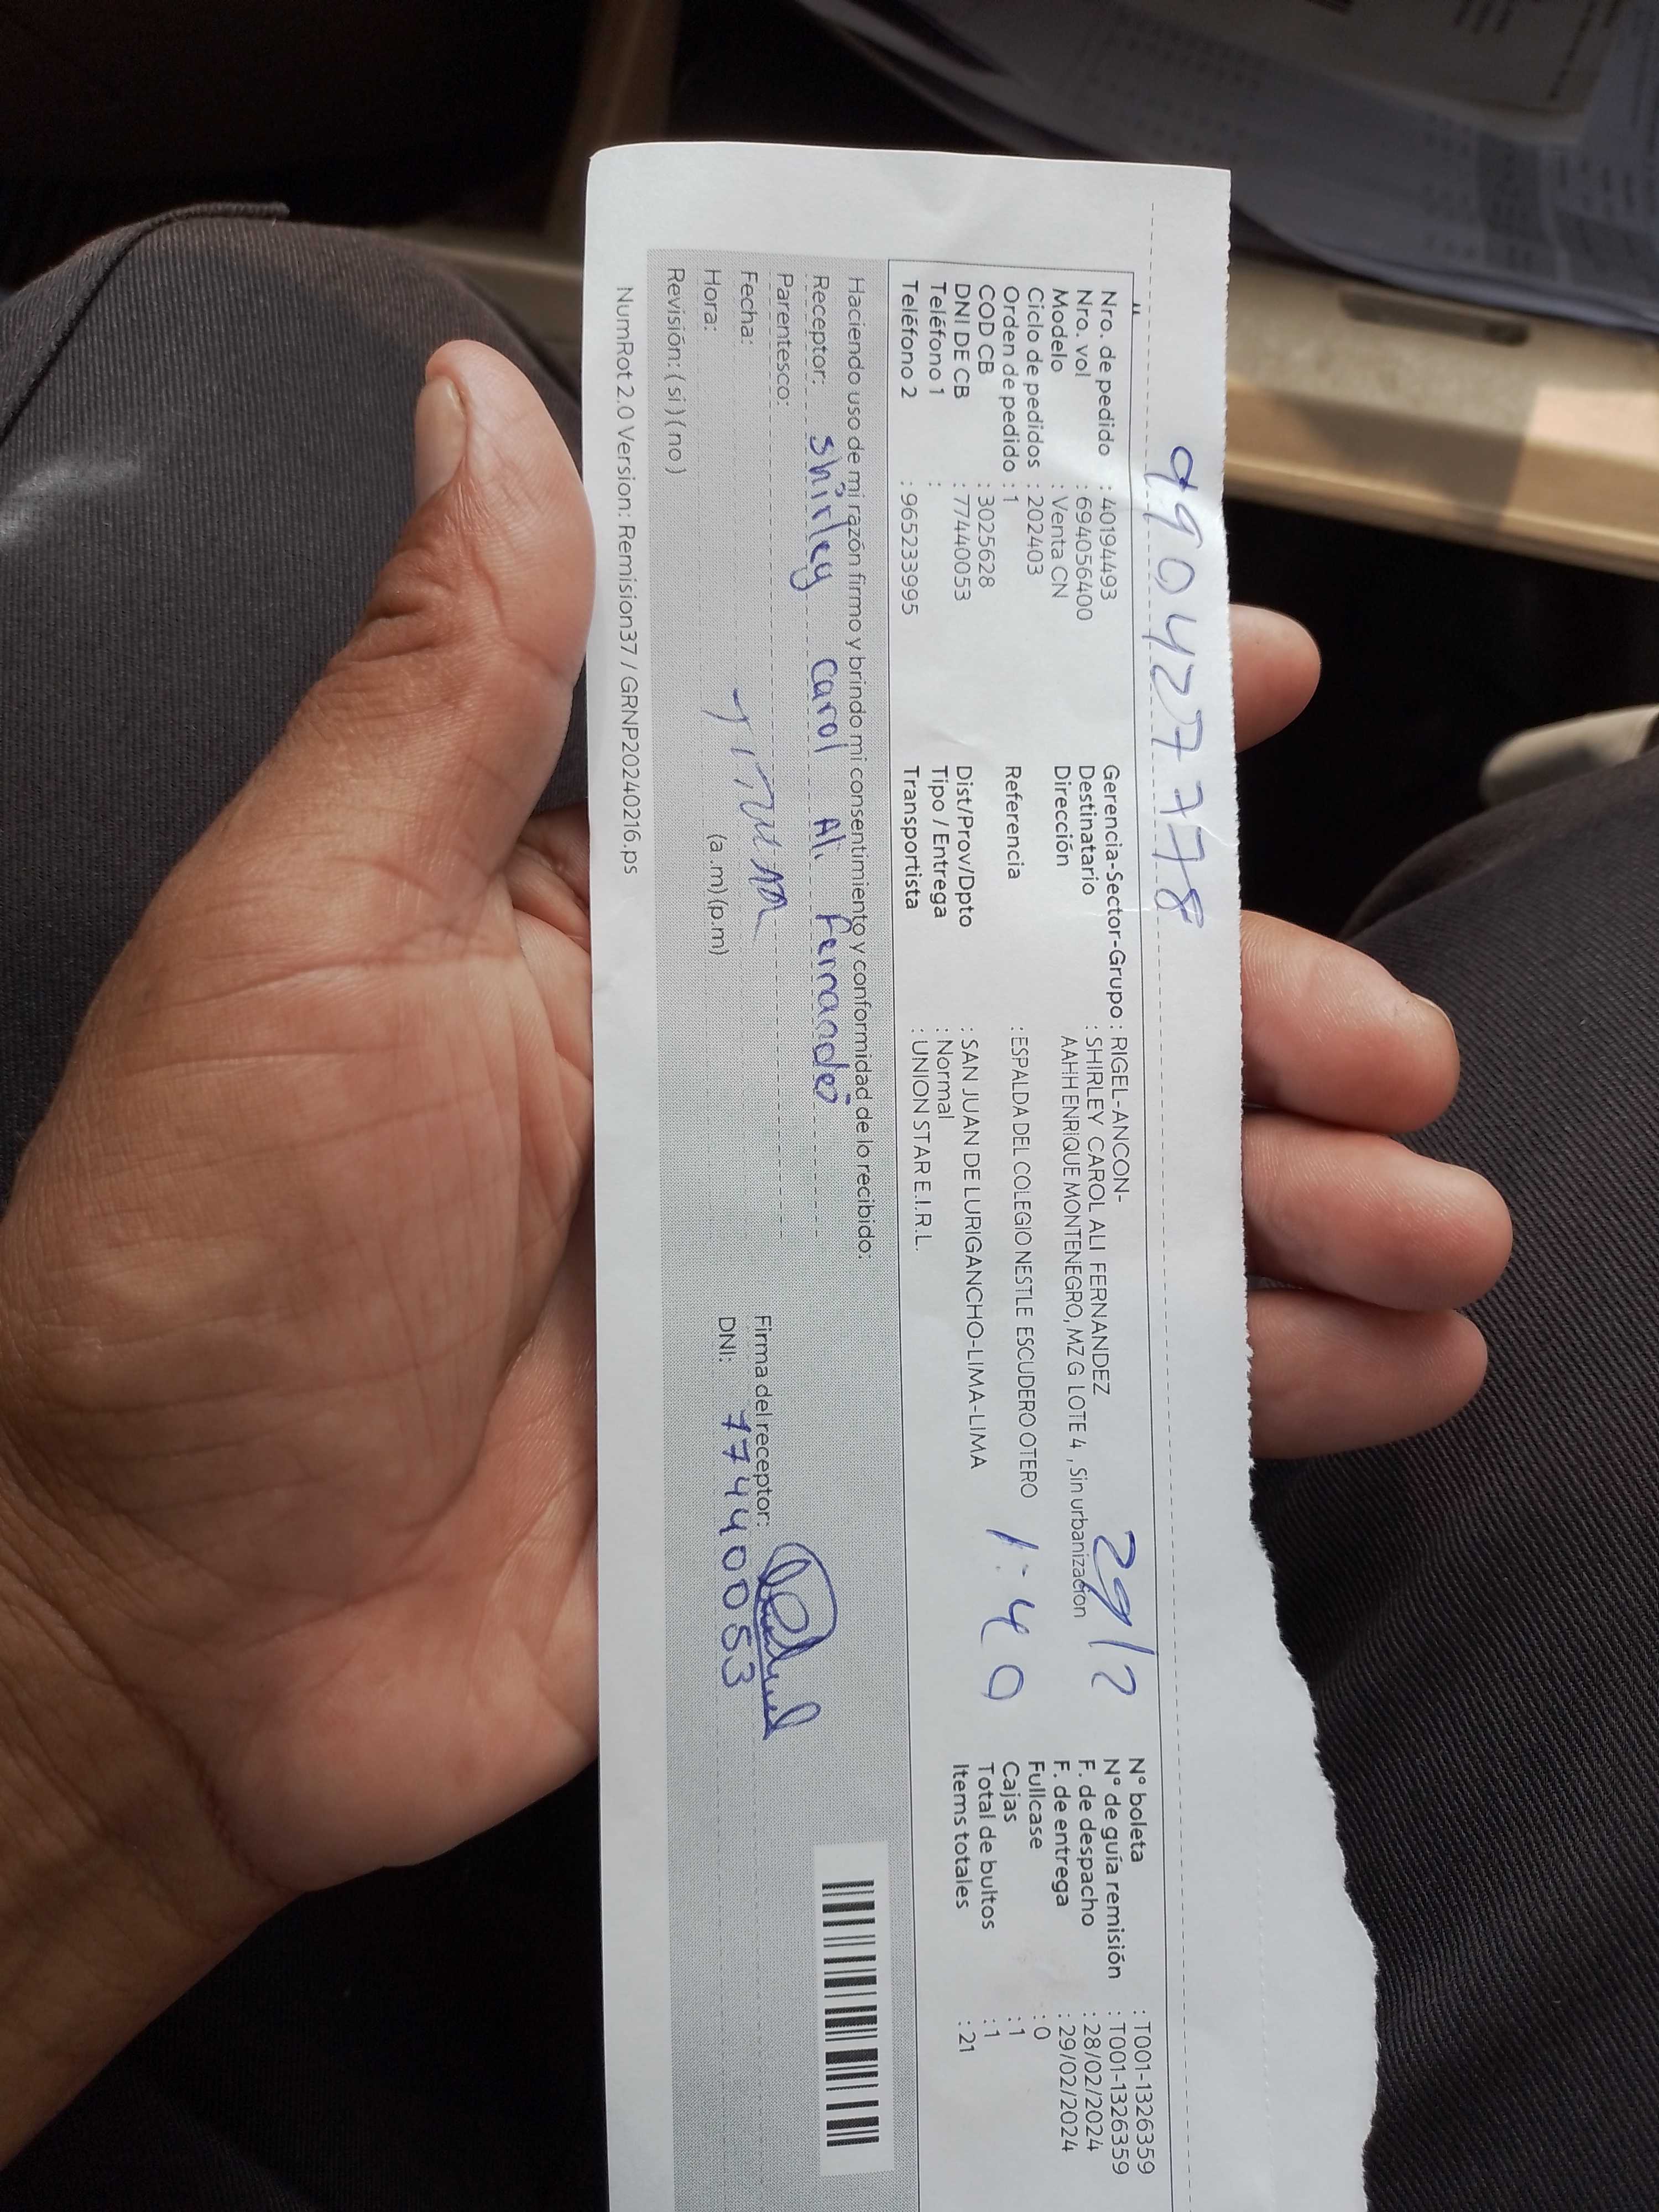 990427778
Nro. de pedido : 40194493
Nro. vol : 694056400
Modelo : Venta CN
Ciclo de pedidos : 202403
Orden de pedido : 1
COD CB : 3025628
DNI DE CB : 77440053
Teléfono 1 :
Teléfono 2 : 965233995
Gerencia-Sector-Grupo : RIGEL-ANCON-
Destinatario : SHIRLEY CAROL ALI FERNANDEZ
Dirección AAHH ENRIQUE MONTENEGRO, MZ G LOTE 4 , Sin urbanizacion
Referencia : ESPALDA DEL COLEGIO NESTLE ESCUDERO OTERO
Dist/Prov/Dpto : SAN JUAN DE LURIGANCHO-LIMA-LIMA
Tipo / Entrega : Normal
Transportista : UNION STAR E.I.R.L.
29/2
1:40
N° boleta : T001-1326359
N° de guía remisión : T001-1326359
F. de despacho : 28/02/2024
F. de entrega : 29/02/2024
Fullcase : 0
Cajas : 1
Total de bultos : 1
Items totales : 21
Haciendo uso de mi razón firmo y brindo mi consentimiento y conformidad de lo recibido:
Receptor: Shirley Carol Ali Fernandez
Parentesco:
Fecha:
Hora: (a.m) (p.m)
Revisión: ( si ) ( no )
Firma del receptor:
DNI: 77440053
NumRot 2.0 Version: Remision37 / GRNP20240216.ps